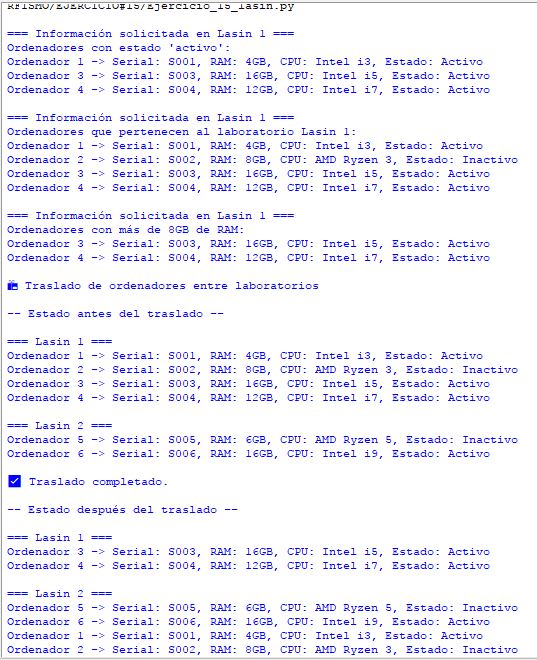 RFISMO/EJERCICIO#15/Ejercicio_15_lasin.py
=== Información solicitada en Lasin 1 ===
Ordenadores con estado 'activo':
Ordenador 1 -> Serial: S001, RAM: 4GB, CPU: Intel i3, Estado: Activo
Ordenador 3 -> Serial: S003, RAM: 16GB, CPU: Intel i5, Estado: Activo
Ordenador 4 -> Serial: S004, RAM: 12GB, CPU: Intel i7, Estado: Activo
=== Información solicitada en Lasin 1 ===
Ordenadores que pertenecen al laboratorio Lasin 1:
Ordenador 1 -> Serial: S001, RAM: 4GB, CPU: Intel i3, Estado: Activo
Ordenador 2 -> Serial: S002, RAM: 8GB, CPU: AMD Ryzen 3, Estado: Inactivo
Ordenador 3 -> Serial: S003, RAM: 16GB, CPU: Intel i5, Estado: Activo
Ordenador 4 -> Serial: S004, RAM: 12GB, CPU: Intel i7, Estado: Activo
=== Información solicitada en Lasin 1 ===
Ordenadores con más de 8GB de RAM:
Ordenador 3 -> Serial: S003, RAM: 16GB, CPU: Intel i5, Estado: Activo
Ordenador 4 -> Serial: S004, RAM: 12GB, CPU: Intel i7, Estado: Activo
Traslado de ordenadores entre laboratorios
-- Estado antes del traslado --
=== Lasin 1 ===
Ordenador 1 -> Serial: S001, RAM: 4GB, CPU: Intel i3, Estado: Activo
Ordenador 2 -> Serial: S002, RAM: 8GB, CPU: AMD Ryzen 3, Estado: Inactivo
Ordenador 3 -> Serial: S003, RAM: 16GB, CPU: Intel i5, Estado: Activo
Ordenador 4 -> Serial: S004, RAM: 12GB, CPU: Intel i7, Estado: Activo
=== Lasin 2 ===
Ordenador 5 -> Serial: S005, RAM: 6GB, CPU: AMD Ryzen 5, Estado: Inactivo
Ordenador 6 -> Serial: S006, RAM: 16GB, CPU: Intel i9, Estado: Activo
✅ Traslado completado.
-- Estado después del traslado --
=== Lasin 1 ===
Ordenador 3 -> Serial: S003, RAM: 16GB, CPU: Intel i5, Estado: Activo
Ordenador 4 -> Serial: S004, RAM: 12GB, CPU: Intel i7, Estado: Activo
=== Lasin 2 ===
Ordenador 5 -> Serial: S005, RAM: 6GB, CPU: AMD Ryzen 5, Estado: Inactivo
Ordenador 6 -> Serial: S006, RAM: 16GB, CPU: Intel i9, Estado: Activo
Ordenador 1 -> Serial: S001, RAM: 4GB, CPU: Intel i3, Estado: Activo
Ordenador 2 -> Serial: S002, RAM: 8GB, CPU: AMD Ryzen 3, Estado: Inactivo